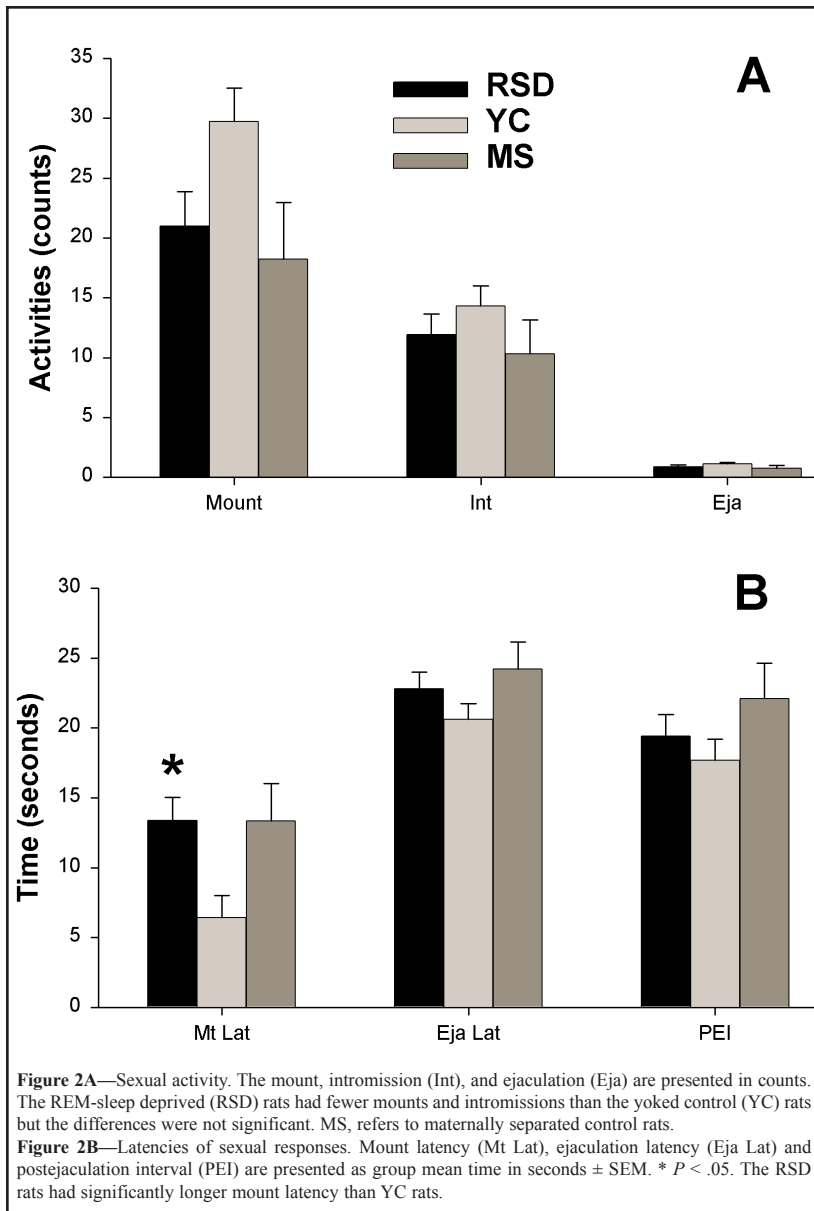 A
RSD
YC
MS
Activities (counts)
35
30
25
20
15
10
5
0
Mount Int Eja
B
Time (seconds)
30
25
20
15
10
5
0
*
Mt Lat Eja Lat PEI
Figure 2A—Sexual activity. The mount, intromission (Int), and ejaculation (Eja) are presented in counts.
The REM-sleep deprived (RSD) rats had fewer mounts and intromissions than the yoked control (YC) rats
but the differences were not significant. MS, refers to maternally separated control rats.
Figure 2B—Latencies of sexual responses. Mount latency (Mt Lat), ejaculation latency (Eja Lat) and
postejaculation interval (PEI) are presented as group mean time in seconds ± SEM. * P < .05. The RSD
rats had significantly longer mount latency than YC rats.